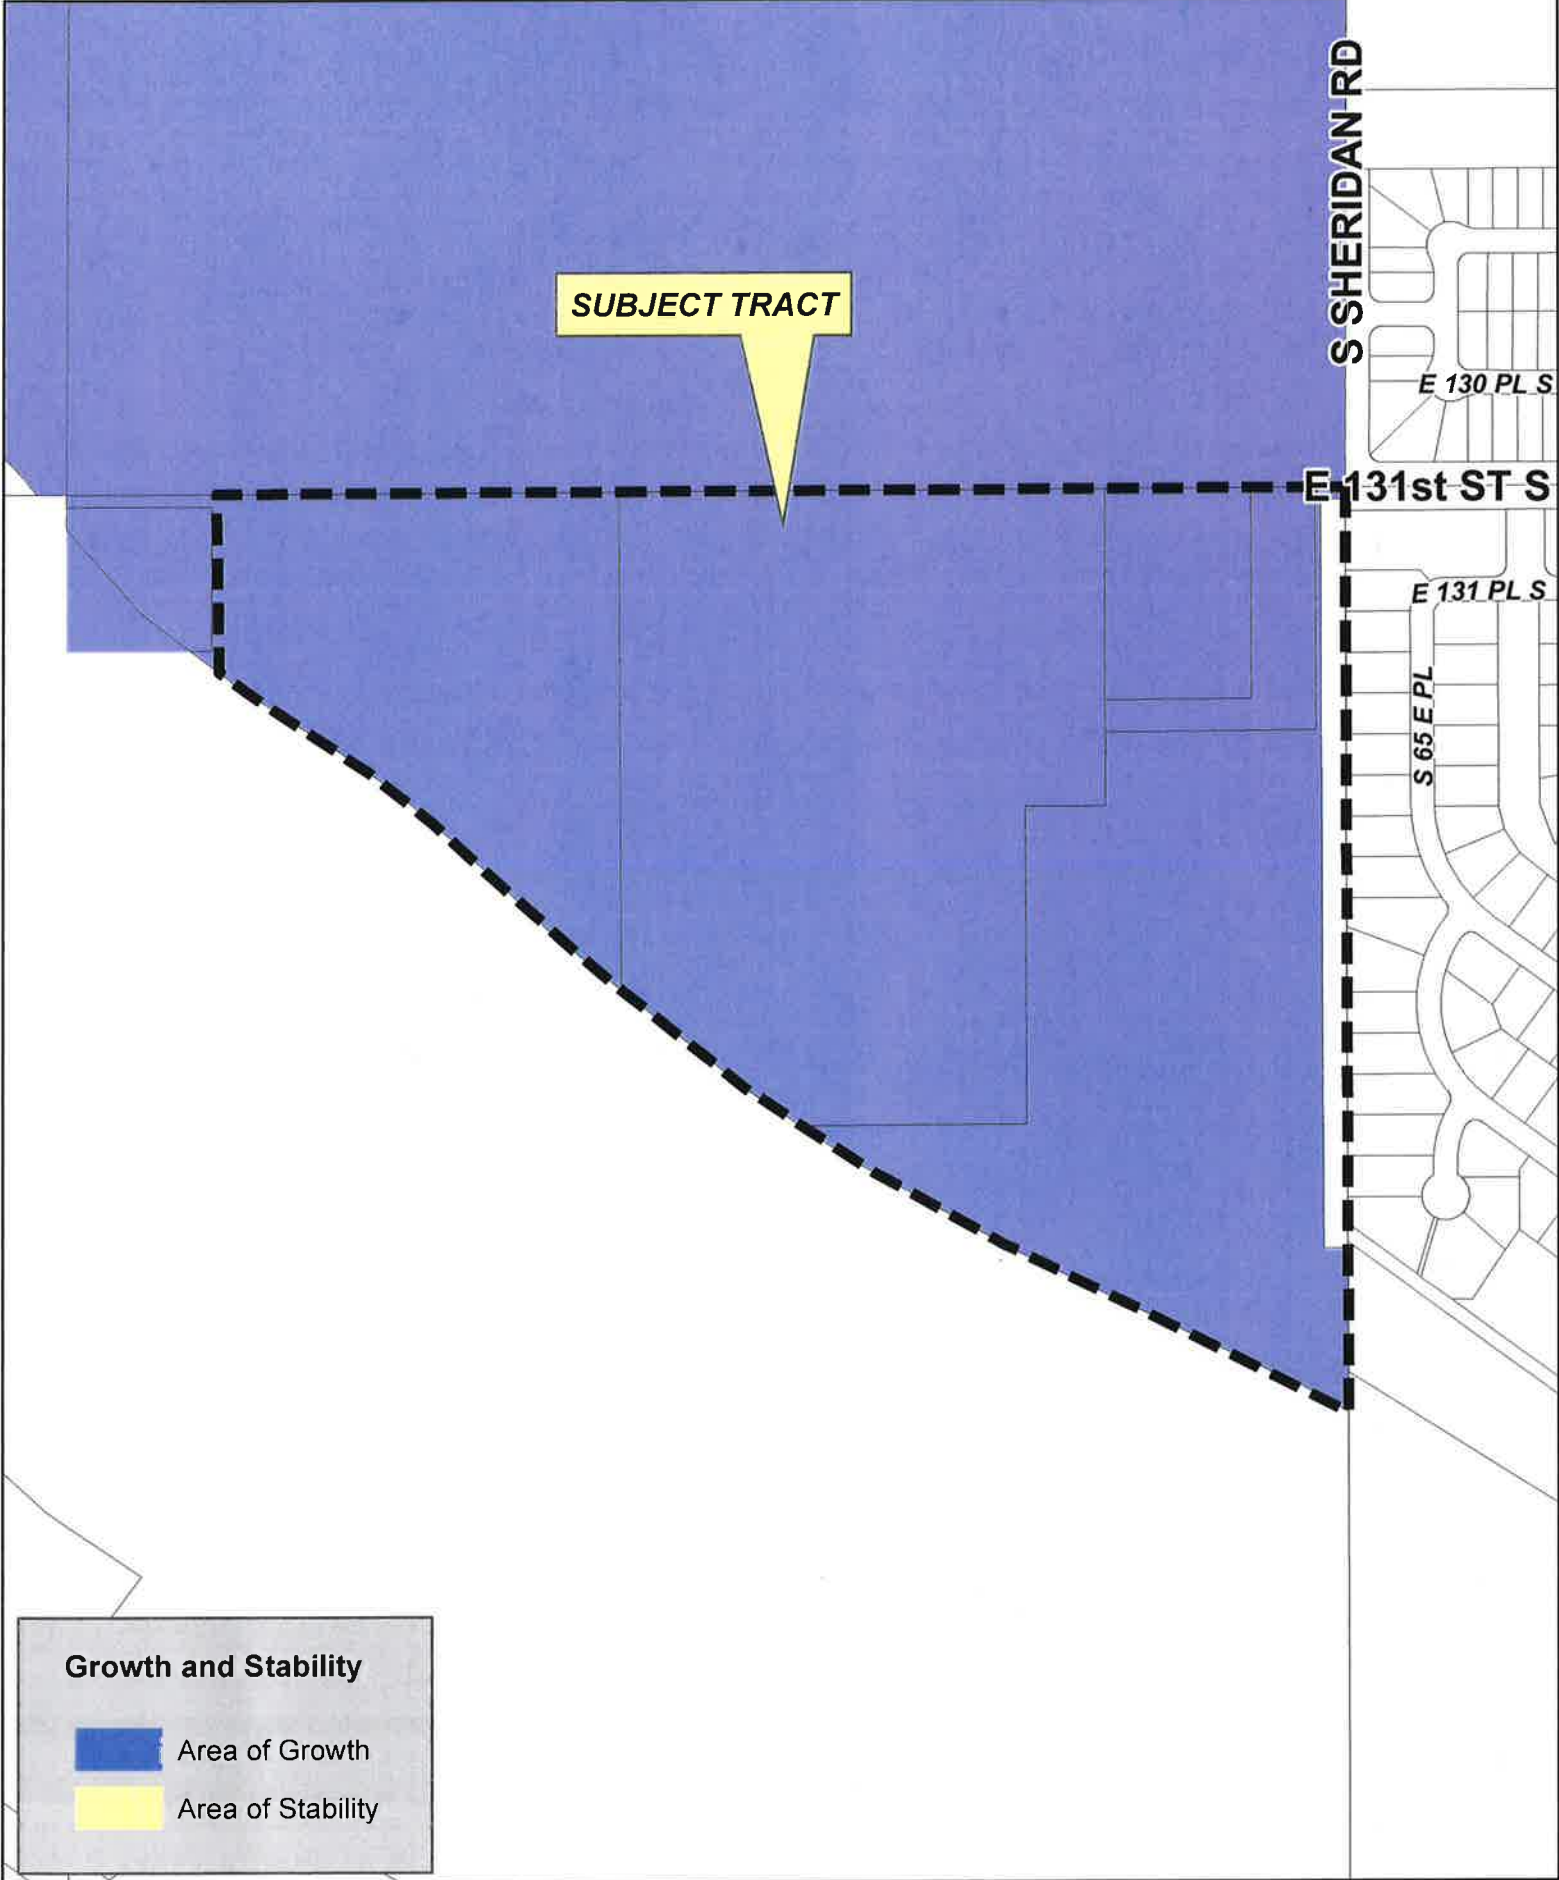 S SHERIDAN RD
SUBJECT TRACT
E 130 PL S
E 131st ST S
E 131 PL S
S 65 E PL
Growth and Stability
Area of Growth
Area of Stability